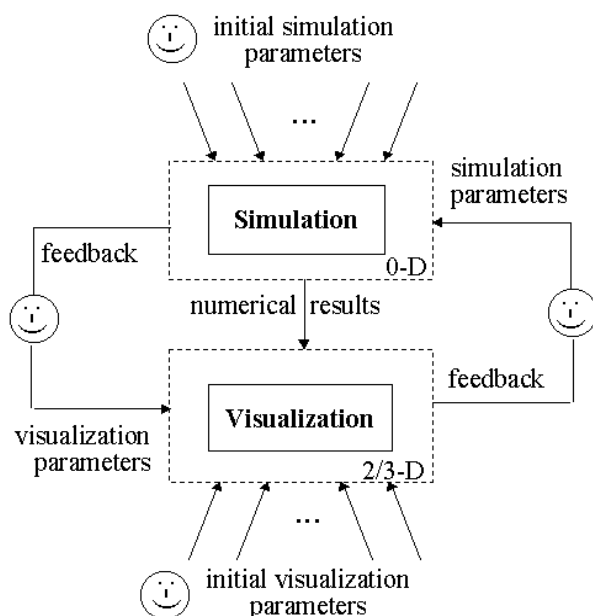 initial simulation
parameters
...
simulation
parameters
Simulation
feedback
0-D
numerical results
feedback
Visualization
visualization
parameters
2/3-D
...
initial visualization
parameters